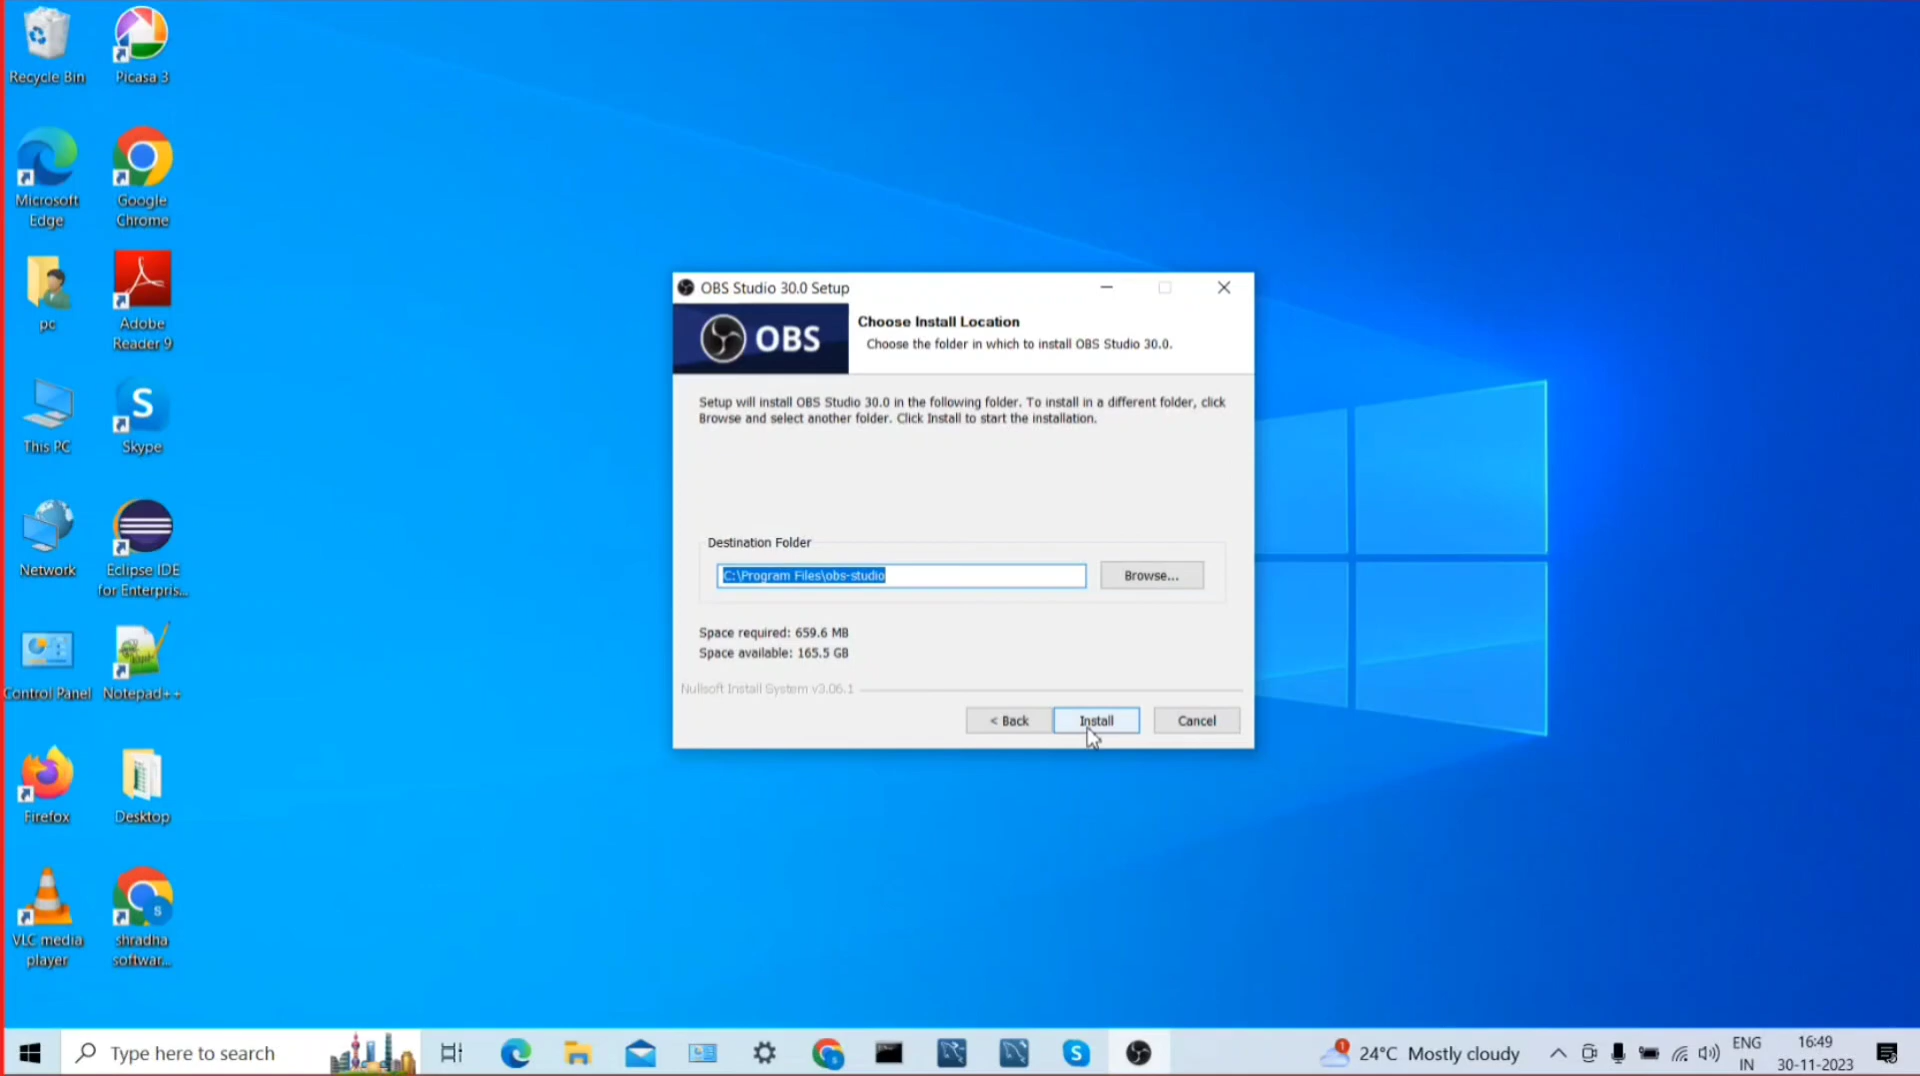 Recycle Bin
Picasa 3
Microsoft
Edge
Google
Chrome
pc
Adobe
Reader 9
This PC
Skype
Network
Eclipse IDE
for Enterpris...
Control Panel
Notepad++
Firefox
Desktop
VLC media
player
shradha
softwar...
OBS Studio 30.0 Setup
OBS
Choose Install Location
Choose the folder in which to install OBS Studio 30.0.
Setup will install OBS Studio 30.0 in the following folder. To install in a different folder, click
Browse and select another folder. Click Install to start the installation.
Destination Folder
C:\Program Files\obs-studio
Browse...
Space required: 659.6 MB
Space available: 165.5 GB
Nullsoft Install System v3.06.1
< Back
Install
Cancel
Type here to search
24°C Mostly cloudy
ENG
IN
16:49
30-11-2023